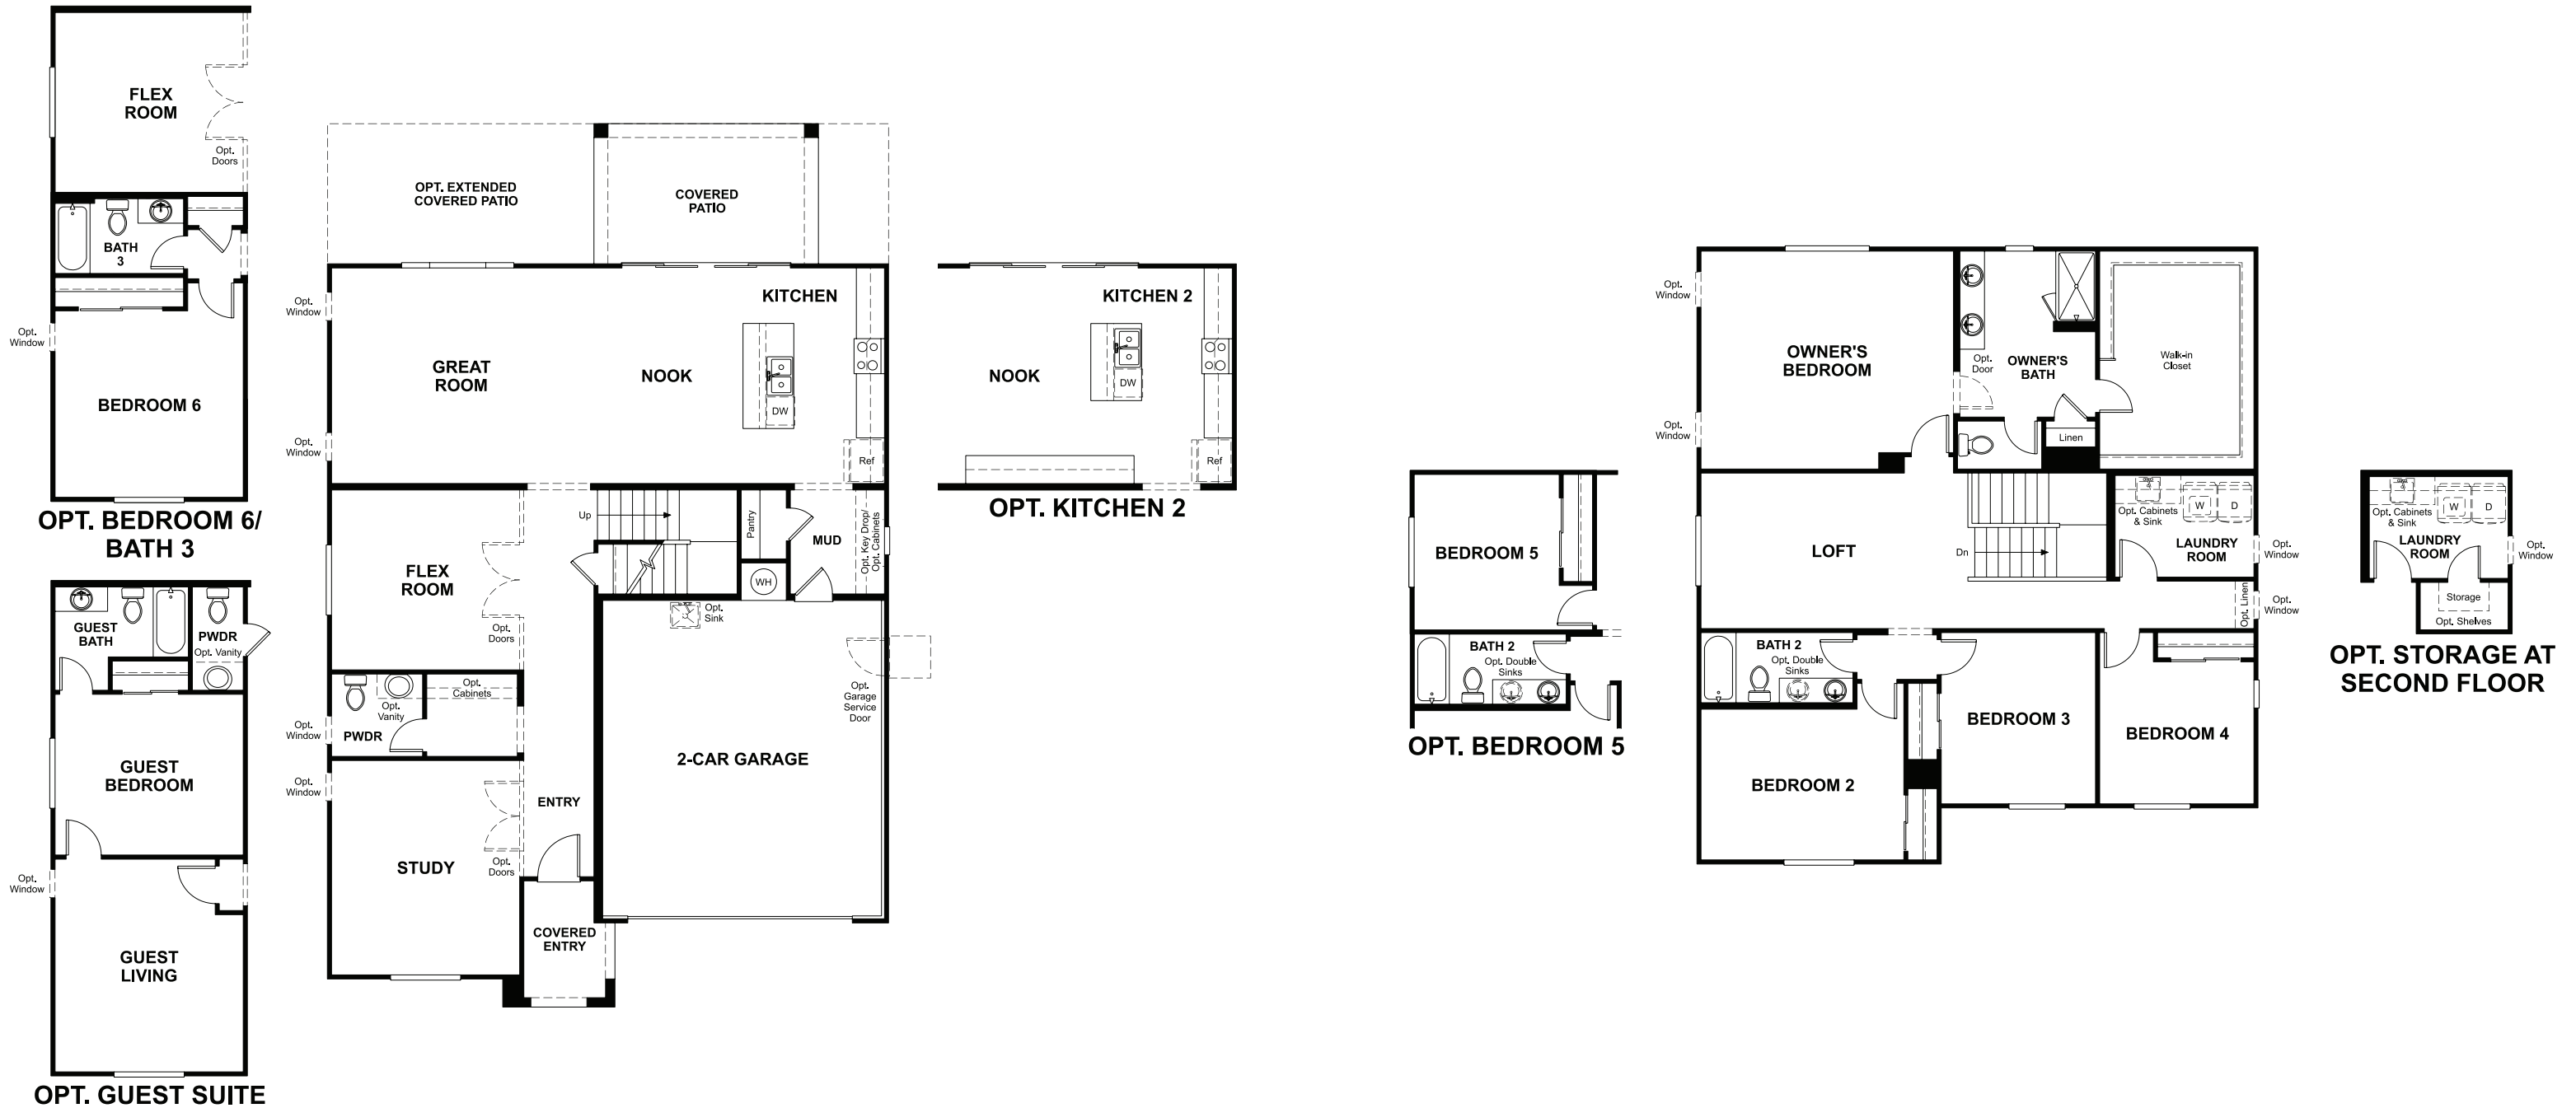 FLEX
ROOM
Opt.
Doors
BATH
3
Opt.
Window
BEDROOM 6
OPT. BEDROOM 6/
BATH 3
GUEST
BATH
PWDR
Opt. Vanity
GUEST
BEDROOM
Opt.
Window
GUEST
LIVING
OPT. GUEST SUITE
OPT. EXTENDED
COVERED PATIO
COVERED
PATIO
Opt.
Window
KITCHEN
GREAT
ROOM
NOOK
DW
Opt.
Window
Ref
Up
Pantry
MUD
Opt. Key Drop/
Opt. Cabinets
FLEX
ROOM
WH
Opt.
Sink
Opt.
Doors
Opt.
Cabinets
Opt.
Vanity
Opt.
Window
PWDR
Opt.
Garage
Service
Door
2-CAR GARAGE
Opt.
Window
ENTRY
STUDY
Opt.
Doors
COVERED
ENTRY
KITCHEN 2
NOOK
DW
Ref
OPT. KITCHEN 2
BEDROOM 5
BATH 2
Opt. Double
Sinks
OPT. BEDROOM 5
Opt.
Window
OWNER'S
BEDROOM
Opt.
Door
OWNER'S
BATH
Walk-in
Closet
Opt.
Window
Linen
W
D
Opt. Cabinets
& Sink
LOFT
Dn
LAUNDRY
ROOM
Opt.
Window
Opt. Linen
Opt.
Window
BATH 2
Opt. Double
Sinks
BEDROOM 3
BEDROOM 4
BEDROOM 2
W
D
Opt. Cabinets
& Sink
LAUNDRY
ROOM
Opt.
Window
Storage
Opt. Shelves
OPT. STORAGE AT
SECOND FLOOR